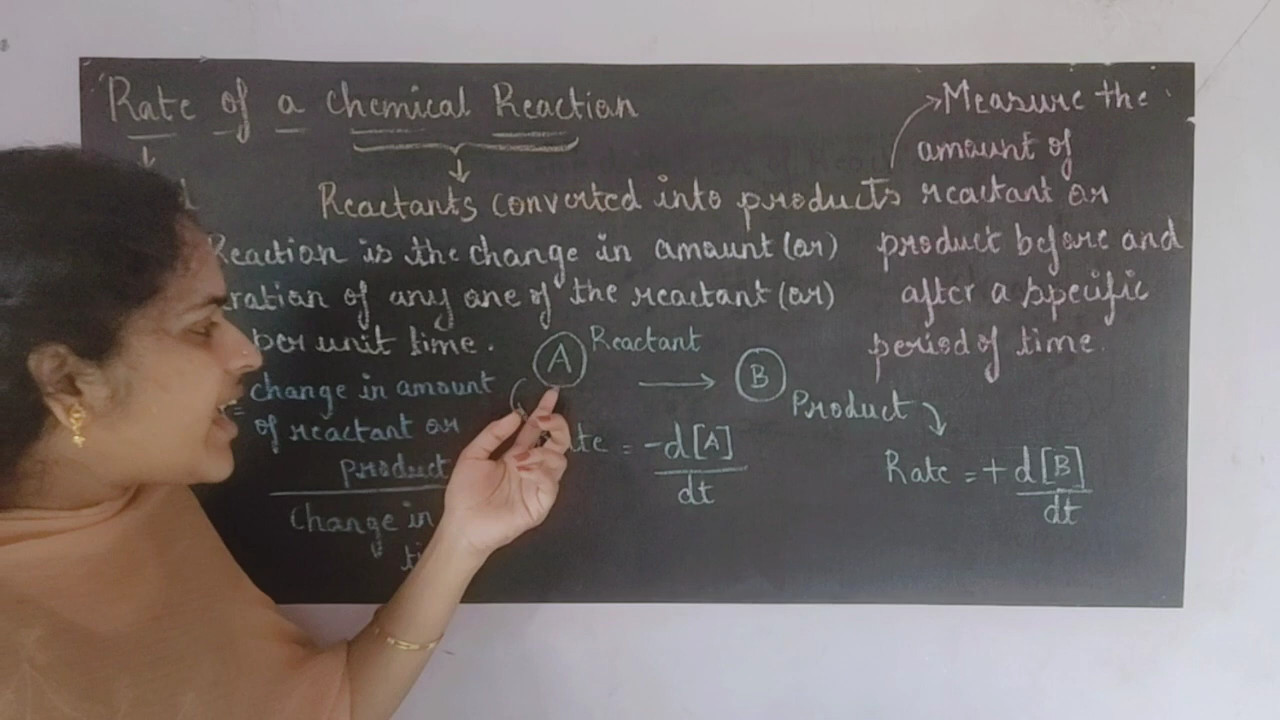 Rate of a chemical Reaction
Reactants converted into products
Reaction is the change in amount (or)
of any one of the reactant (or)
per unit time.
= change in amount
of reactant or
product
Change in
A Reactant → B Product
= -d[A]
dt
Rate = + d[B]
dt
Measure the
amount of
reactant or
product before and
after a specific
period of time.